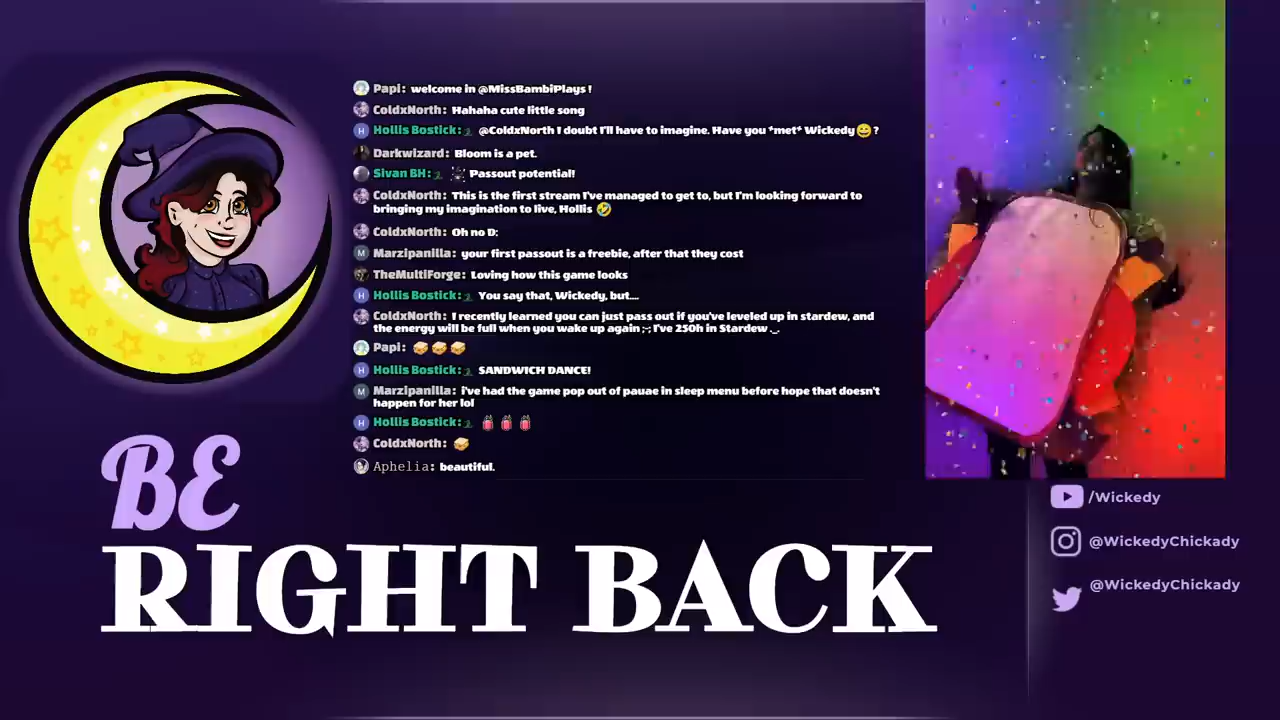 Papi: welcome in @MissBambiPlays !
ColdxNorth: Hahaha cute little song
Hollis Bostick: @ColdxNorth I doubt I'll have to imagine. Have you *met* Wickedy😄 ?
Darkwizard: Bloom is a pet.
Sivan BH: Passout potential!
ColdxNorth: This is the first stream I've managed to get to, but I'm looking forward to
bringing my imagination to live, Hollis 🤣
ColdxNorth: Oh no D:
Marzipanilla: your first passout is a freebie, after that they cost
TheMultiForge: Loving how this game looks
Hollis Bostick: You say that, Wickedy, but....
ColdxNorth: I recently learned you can just pass out if you've leveled up in stardew, and
the energy will be full when you wake up again ;-; I've 250h in Stardew ._.
Papi:
Hollis Bostick: SANDWICH DANCE!
Marzipanilla: i've had the game pop out of pauae in sleep menu before hope that doesn't
happen for her lol
Hollis Bostick:
ColdxNorth:
Aphelia: beautiful.
BE
RIGHT BACK
/Wickedy
@WickedyChickady
@WickedyChickady